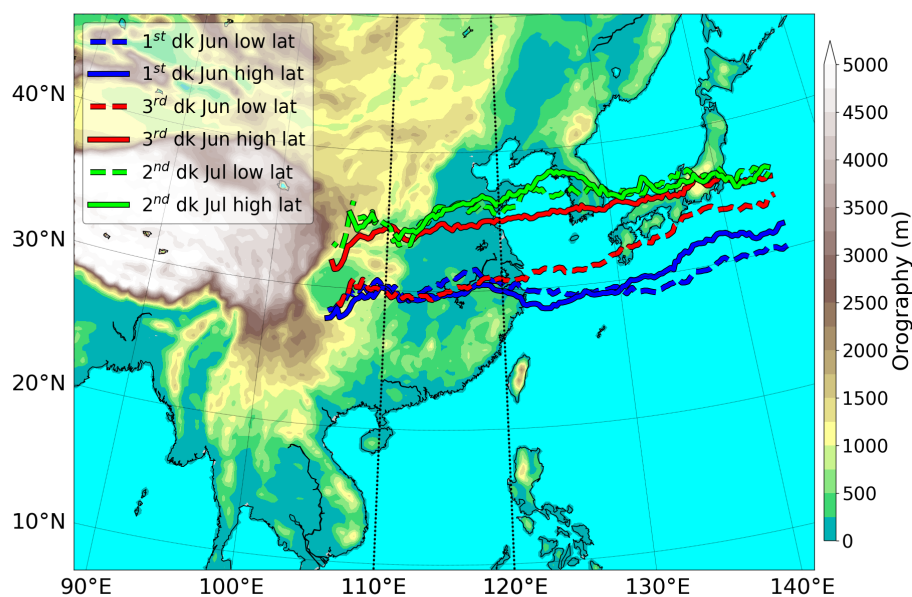 1st dk Jun low lat
1st dk Jun high lat
3rd dk Jun low lat
3rd dk Jun high lat
2nd dk Jul low lat
2nd dk Jul high lat
40°N
30°N
20°N
10°N
90°E 100°E 110°E 120°E 130°E 140°E
5000
4500
4000
3500
3000
2500
2000
1500
1000
500
0
Orography (m)